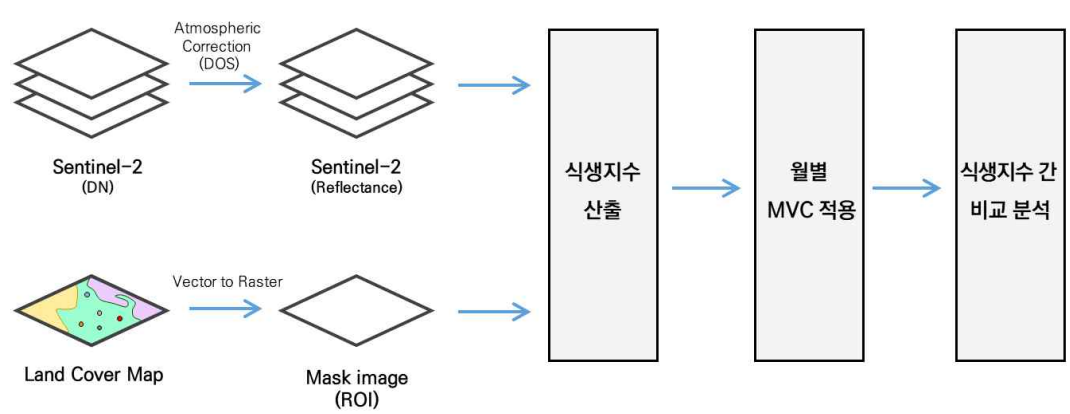 Atmospheric
Correction
(DOS)
Sentinel-2
(DN)
Sentinel-2
(Reflectance)
Vector to Raster
Land Cover Map
Mask image
(ROI)
식생지수
산출
월별
MVC 적용
식생지수 간
비교 분석